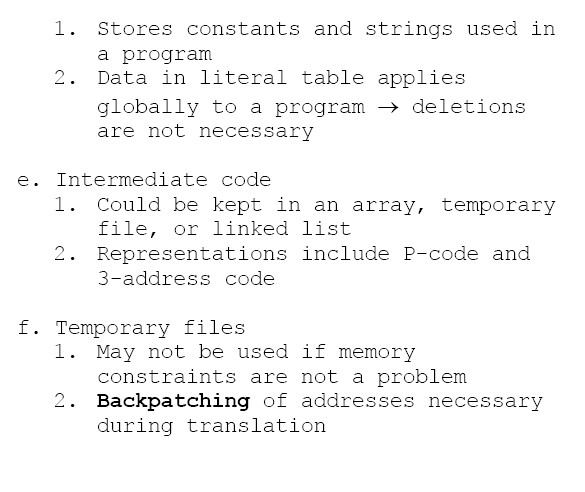 1. Stores constants and strings used in
a program
2. Data in literal table applies
globally to a program → deletions
are not necessary
e. Intermediate code
1. Could be kept in an array, temporary
file, or linked list
2. Representations include P-code and
3-address code
f. Temporary files
1. May not be used if memory
constraints are not a problem
2. Backpatching of addresses necessary
during translation